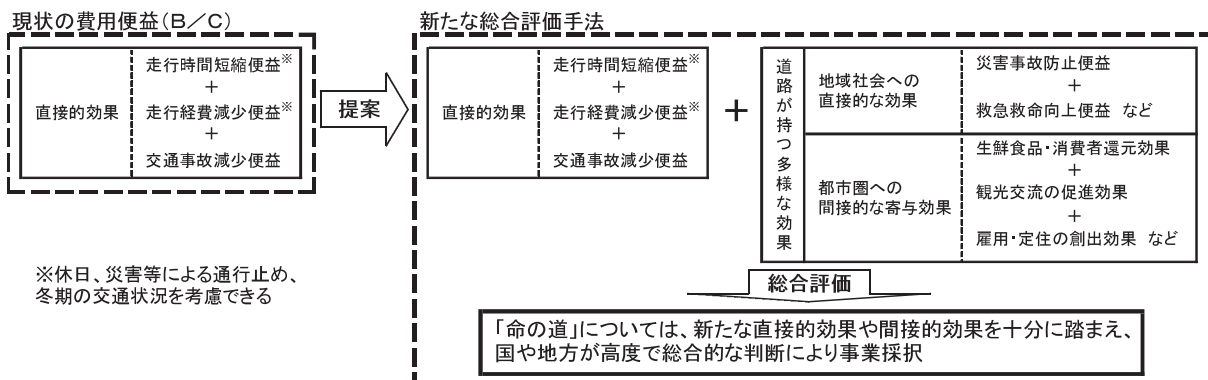 現状の費用便益(B/C)
直接的効果
走行時間短縮便益※
+
走行経費減少便益※
+
交通事故減少便益
※休日、災害等による通行止め、
冬期の交通状況を考慮できる
提案
新たな総合評価手法
直接的効果
走行時間短縮便益※
+
走行経費減少便益※
+
交通事故減少便益
+
道路が持つ多様な効果
地域社会への
直接的な効果
災害事故防止便益
+
救急救命向上便益 など
都市圏への
間接的な寄与効果
生鮮食品・消費者還元効果
+
観光交流の促進効果
+
雇用・定住の創出効果 など
総合評価
「命の道」については、新たな直接的効果や間接的効果を十分に踏まえ、
国や地方が高度で総合的な判断により事業採択